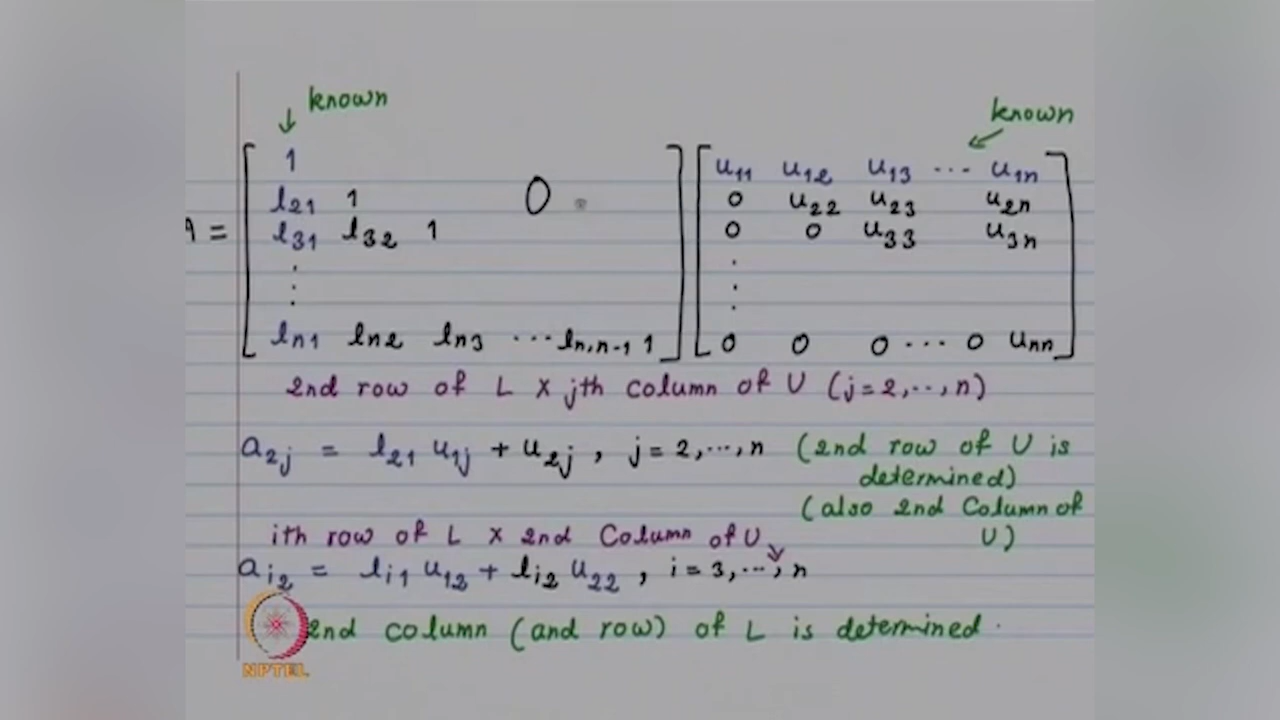 known
known
A = [ 1 ] [ u11 u12 u13 ... u1n ]
l21 1 0 0 u22 u23 u2n
l31 l32 1 0 0 u33 u3n
⋮ ⋮
ln1 ln2 ln3 ... ln,n-1 1 0 0 0 ... 0 unn
2nd row of L X jth column of U (j=2,..,n)
a2j = l21 u1j + u2j , j = 2,...,n (2nd row of U is
determined)
(also 2nd Column of
U)
ith row of L X 2nd Column of U
ai2 = li1 u12 + li2 u22 , i = 3,...,n
2nd column (and row) of L is determined.
NPTEL